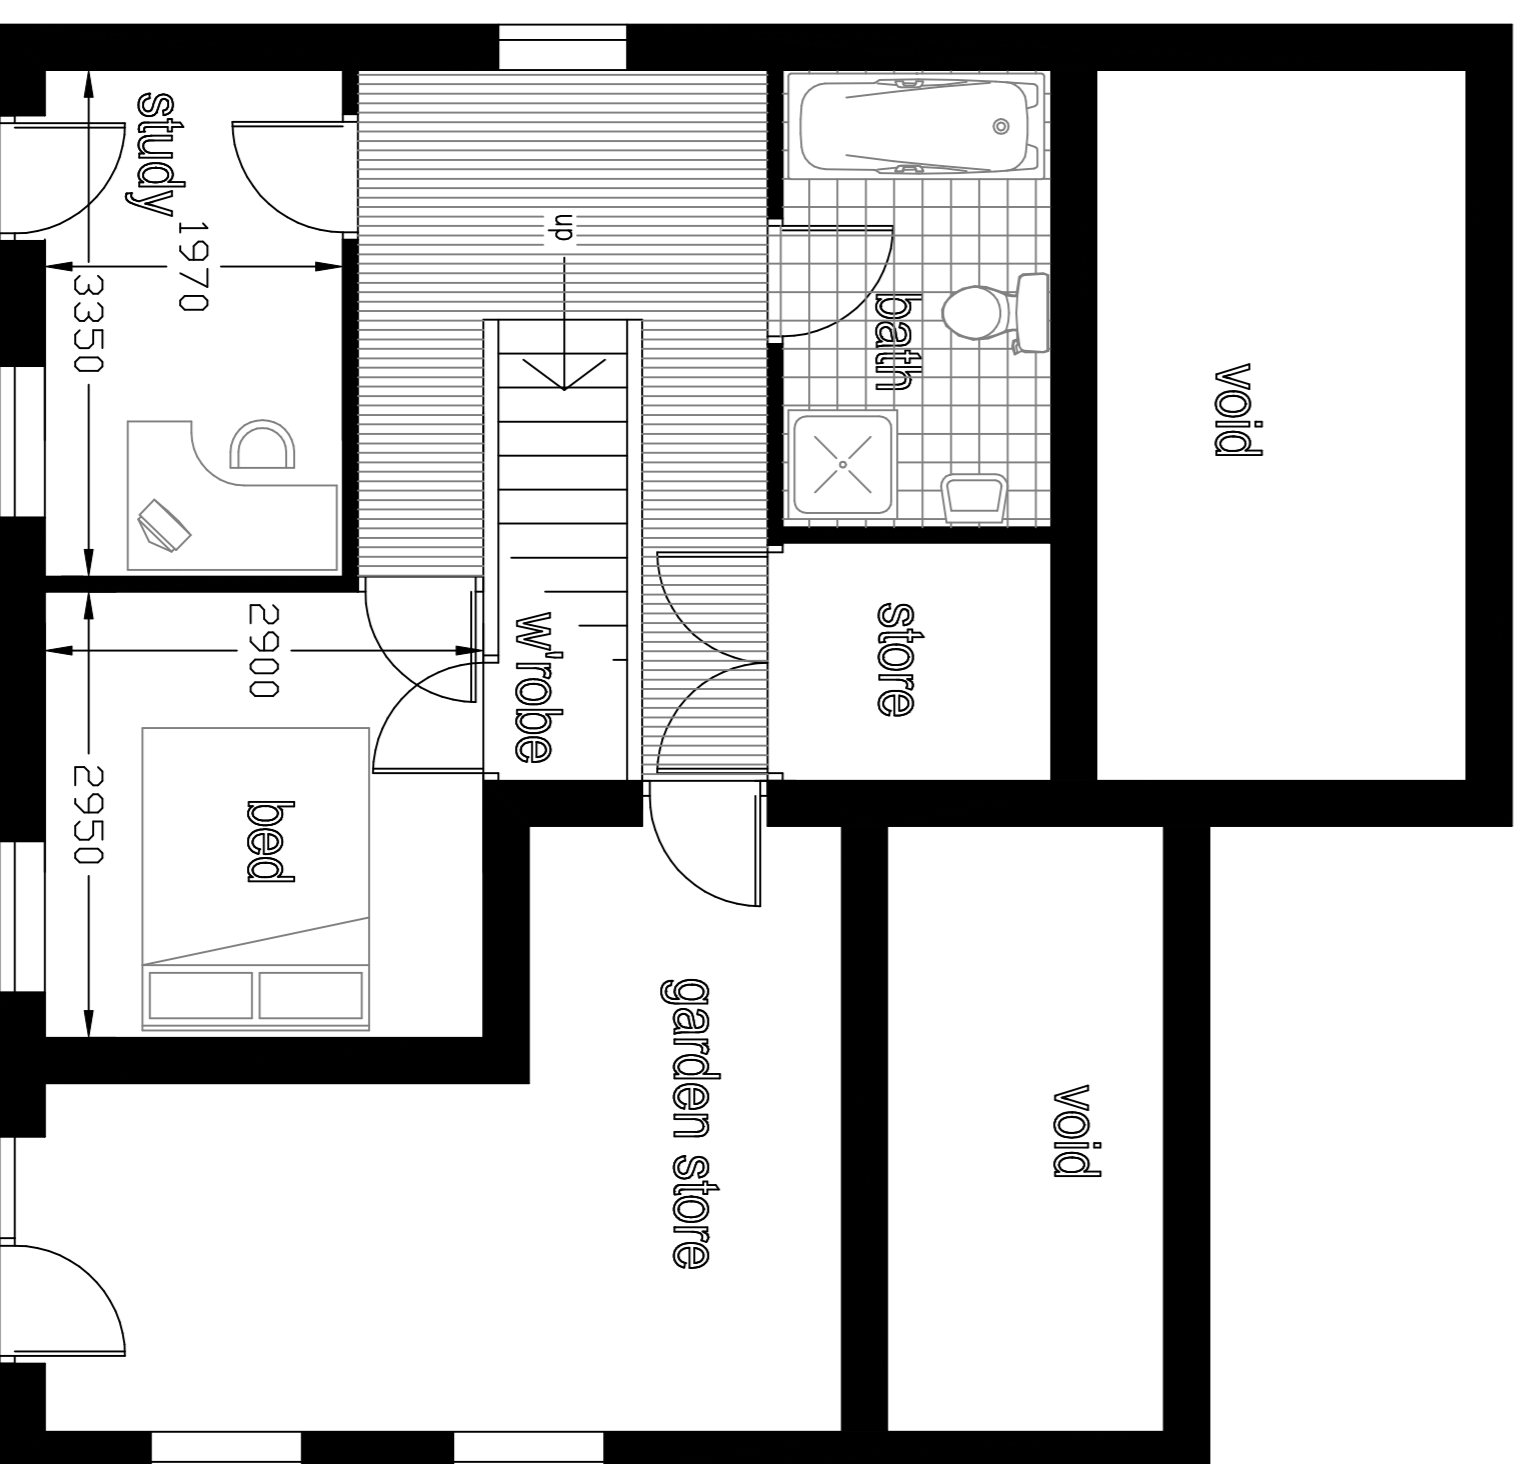 study
1970
3350
up
bath
void
2900
w'robe
store
2950
bed
garden store
void